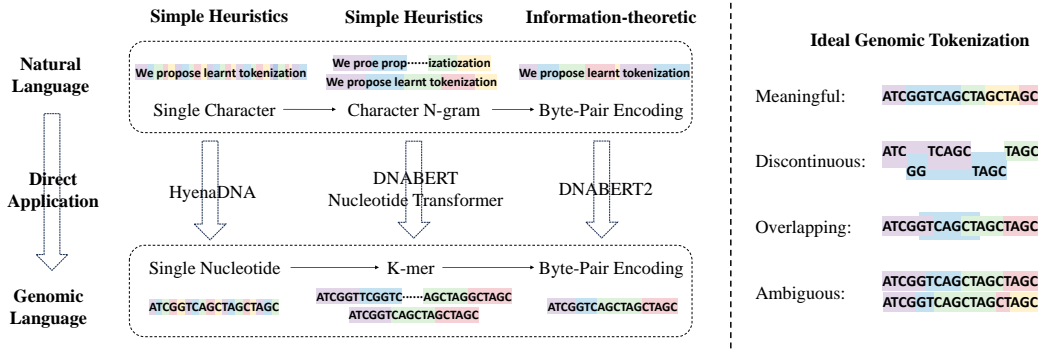 Simple Heuristics
Simple Heuristics
Information-theoretic
Natural
Language
We propose learnt tokenization
We proe prop······izatiozation
We propose learnt tokenization
We propose learnt tokenization
Single Character
Character N-gram
Byte-Pair Encoding
Direct
Application
HyenaDNA
DNABERT
Nucleotide Transformer
DNABERT2
Genomic
Language
Single Nucleotide
K-mer
Byte-Pair Encoding
ATCGGTCAGCTAGCTAGC
ATCGGTTCGGTC······AGCTAGGCTAGC
ATCGGTCAGCTAGCTAGC
ATCGGTCAGCTAGCTAGC
Ideal Genomic Tokenization
Meaningful:
ATCGGTCAGCTAGCTAGC
Discontinuous:
ATC TCAGC TAGC
GG TAGC
Overlapping:
ATCGGTCAGCTAGCTAGC
Ambiguous:
ATCGGTCAGCTAGCTAGC
ATCGGTCAGCTAGCTAGC